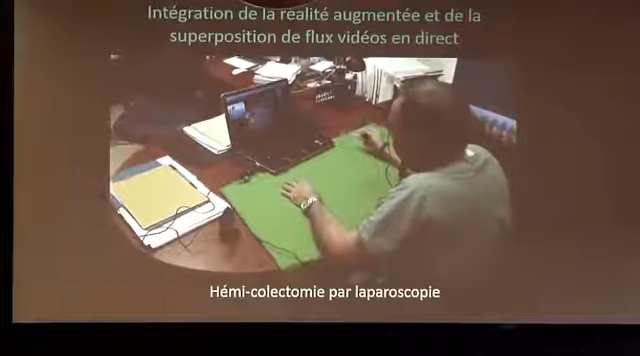 Intégration de la réalité augmentée et de la
superposition de flux vidéos en direct
Hémi-colectomie par laparoscopie